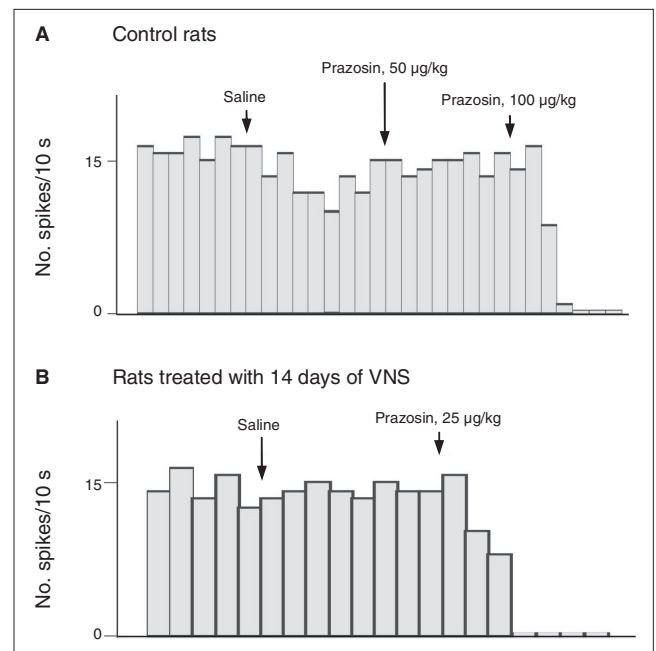 A Control rats
Prazosin, 50 µg/kg
Saline
Prazosin, 100 µg/kg
15
No. spikes/10 s
0
B Rats treated with 14 days of VNS
Saline
Prazosin, 25 µg/kg
15
No. spikes/10 s
0